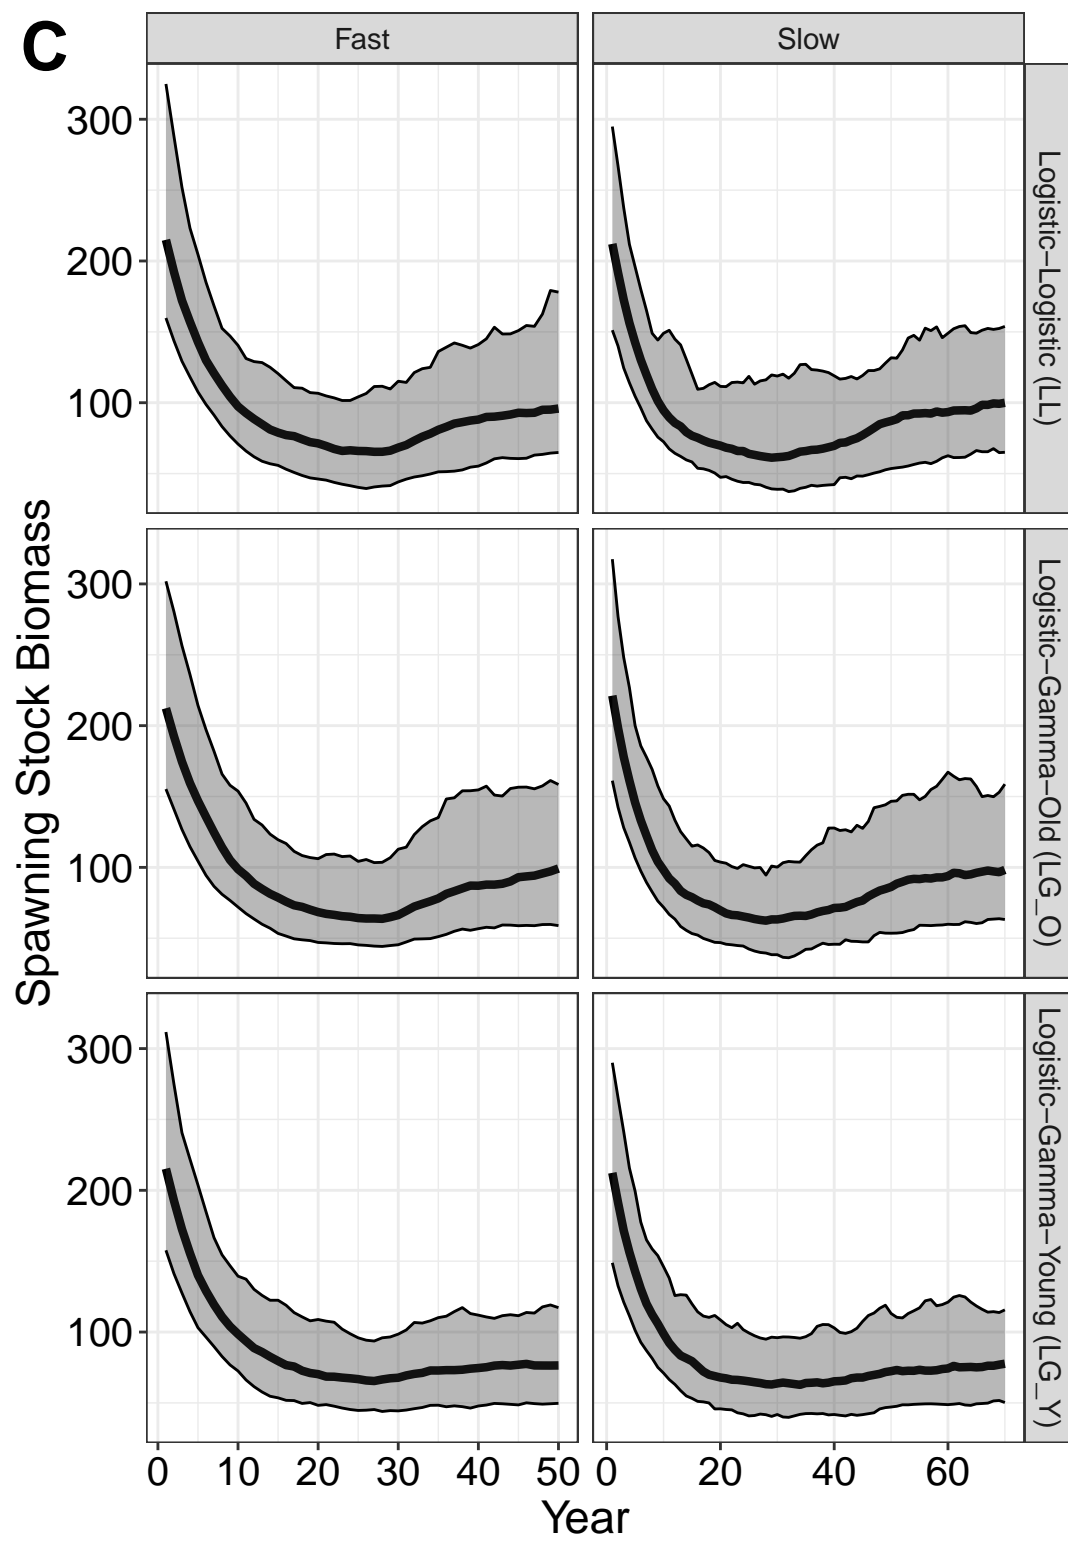 C
Fast
Slow
Spawning Stock Biomass
300
200
100
Logistic−Logistic (LL)
300
200
100
Logistic−Gamma−Old (LG_O)
300
200
100
Logistic−Gamma−Young (LG_Y)
0 10 20 30 40 50
0 20 40 60
Year